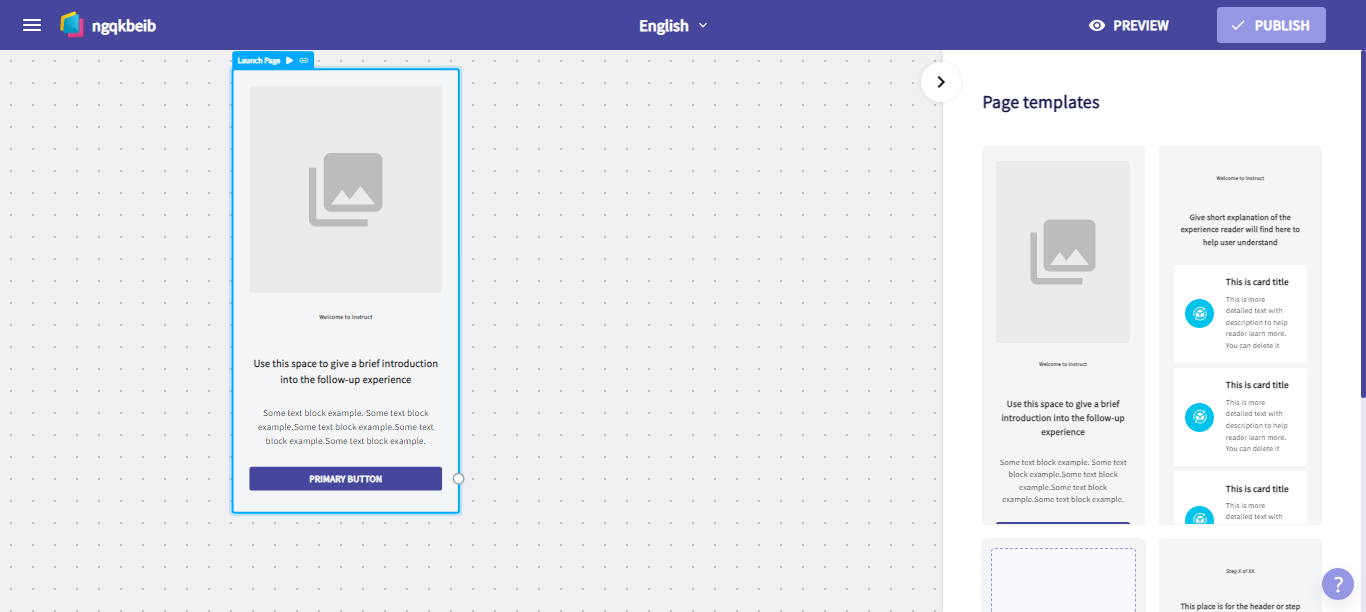 ngqkbeib
English
PREVIEW
PUBLISH
Launch Page
Welcome to Instruct
Use this space to give a brief introduction
into the follow-up experience
Some text block example. Some text block
example.Some text block example.Some text
block example.Some text block example.
PRIMARY BUTTON
Page templates
Welcome to Instruct
Use this space to give a brief
introduction into the follow-up
experience
Some text block example. Some text
block example.Some text block
example.Some text block
example.Some text block example.
Welcome to Instruct
Give short explanation of the
experience reader will find here to
help user understand
This is card title
This is more
detailed text with
description to help
reader learn more.
You can delete it
This is card title
This is more
detailed text with
description to help
reader learn more.
You can delete it
This is card title
This is more
detailed text with
Step X of XX
This place is for the header or step
?